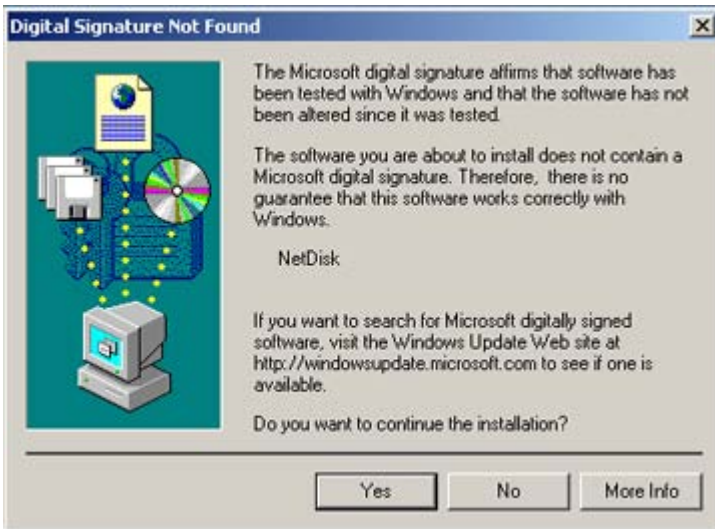 Digital Signature Not Found
The Microsoft digital signature affirms that software has
been tested with Windows and that the software has not
been altered since it was tested.
The software you are about to install does not contain a
Microsoft digital signature. Therefore, there is no
guarantee that this software works correctly with
Windows.
NetDisk
If you want to search for Microsoft digitally signed
software, visit the Windows Update Web site at
http://windowsupdate.microsoft.com to see if one is
available.
Do you want to continue the installation?
Yes
No
More Info